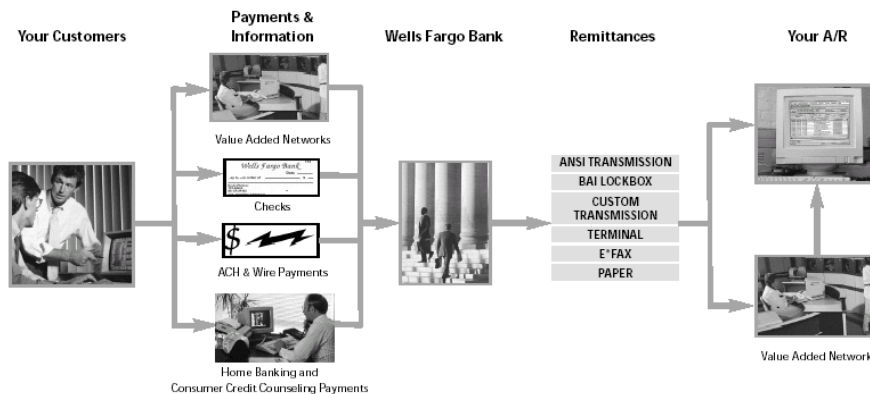 Your Customers
Payments &
Information
Wells Fargo Bank
Remittances
Your A/R
Value Added Networks
Wells Fargo Bank
Checks
$
ACH & Wire Payments
Home Banking and
Consumer Credit Counseling Payments
ANSI TRANSMISSION
BAI LOCKBOX
CUSTOM
TRANSMISSION
TERMINAL
E*FAX
PAPER
Value Added Network